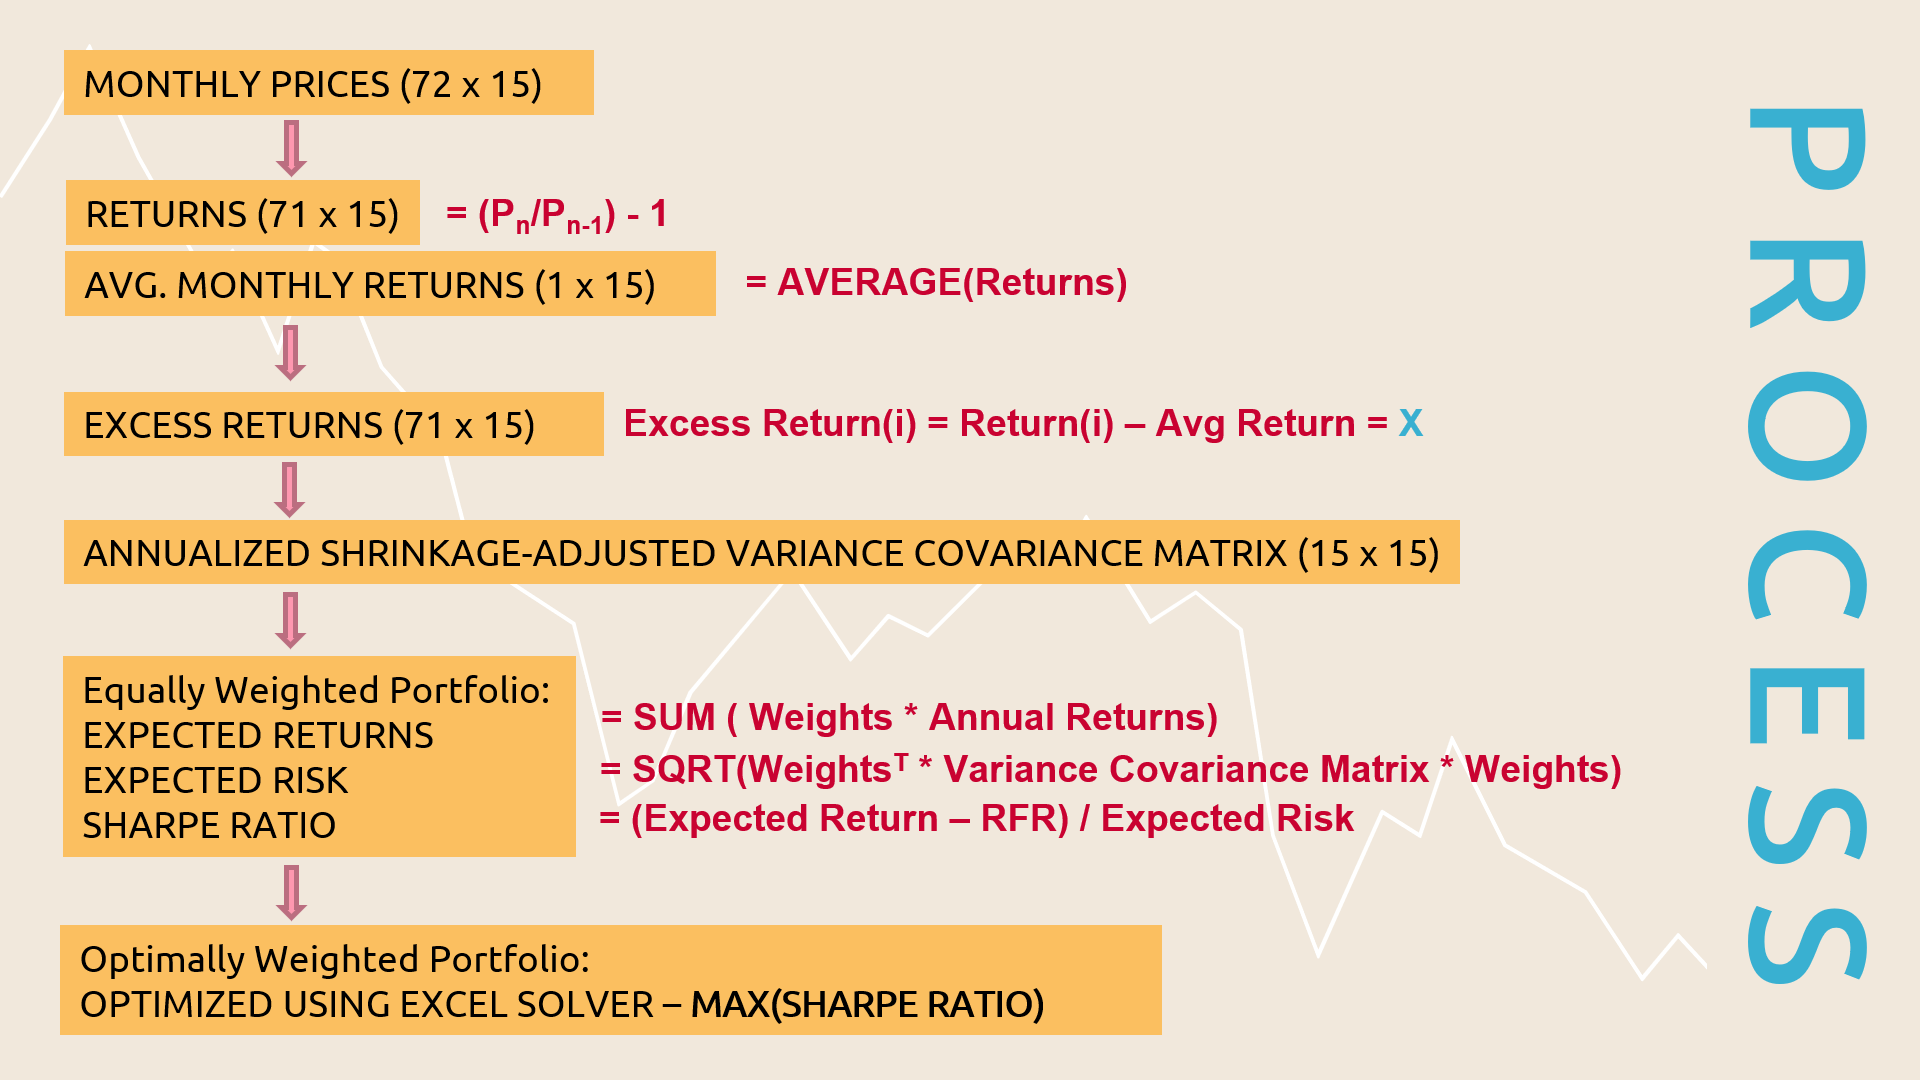 MONTHLY PRICES (72 x 15)
RETURNS (71 x 15) = (Pn/Pn-1) - 1
AVG. MONTHLY RETURNS (1 x 15) = AVERAGE(Returns)
EXCESS RETURNS (71 x 15) Excess Return(i) = Return(i) – Avg Return = X
ANNUALIZED SHRINKAGE-ADJUSTED VARIANCE COVARIANCE MATRIX (15 x 15)
Equally Weighted Portfolio:
EXPECTED RETURNS = SUM ( Weights * Annual Returns)
EXPECTED RISK = SQRT(Weightsᵀ * Variance Covariance Matrix * Weights)
SHARPE RATIO = (Expected Return – RFR) / Expected Risk
Optimally Weighted Portfolio:
OPTIMIZED USING EXCEL SOLVER – MAX(SHARPE RATIO)
PROCESS